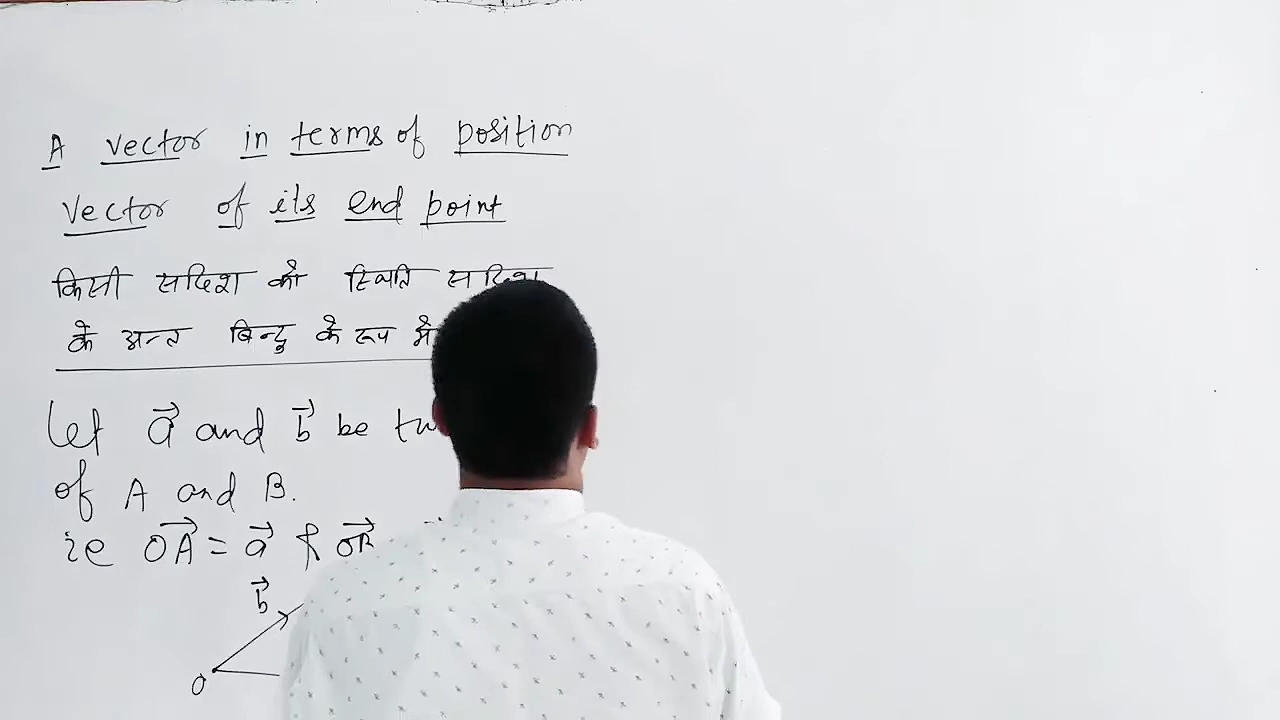 A vector in terms of position
vector of its end point
किसी सदिश को स्थिति सदिश
के अन्त बिन्दु के रूप में
Let a⃗ and b⃗ be
of A and B.
ie OA⃗ = a⃗ &
b⃗
O